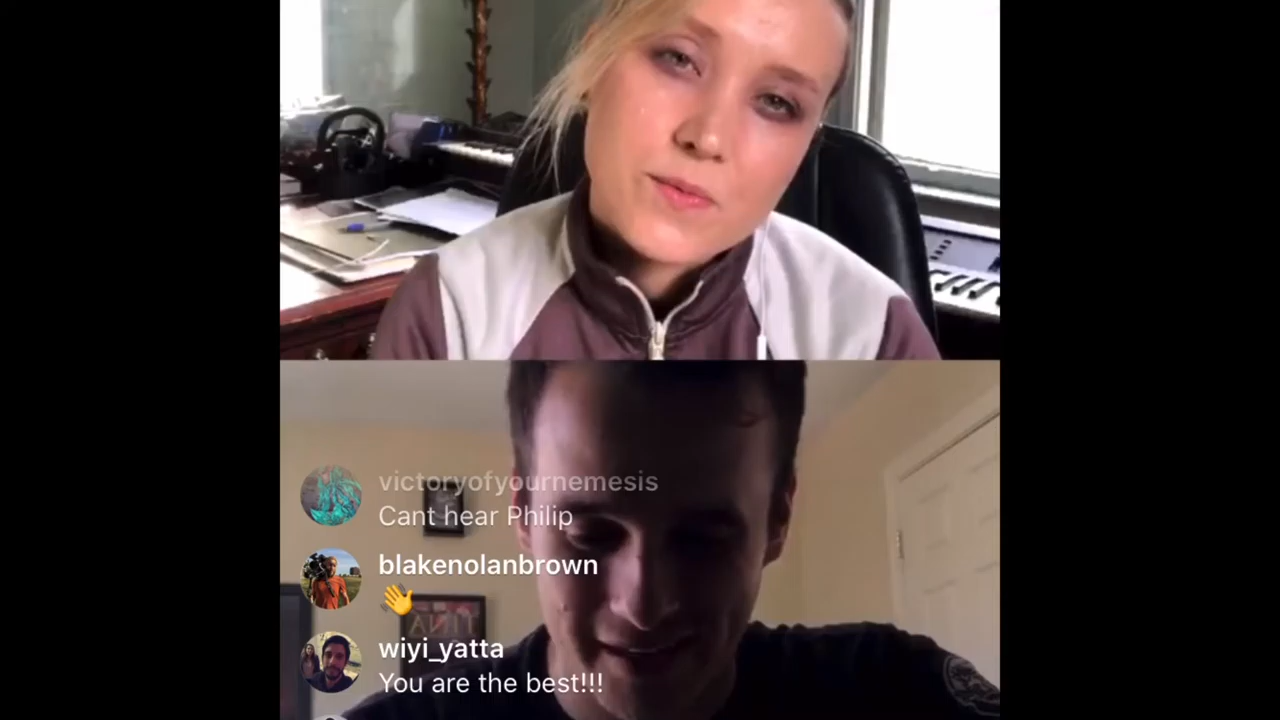 victoryofyournemesis
Cant hear Philip
blakenolanbrown
👋
wiyi_yatta
You are the best!!!